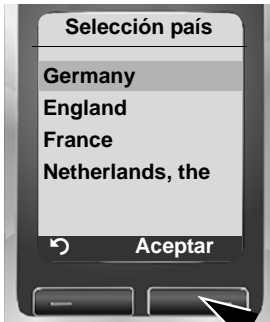 Selección país
Germany
England
France
Netherlands, the
Aceptar